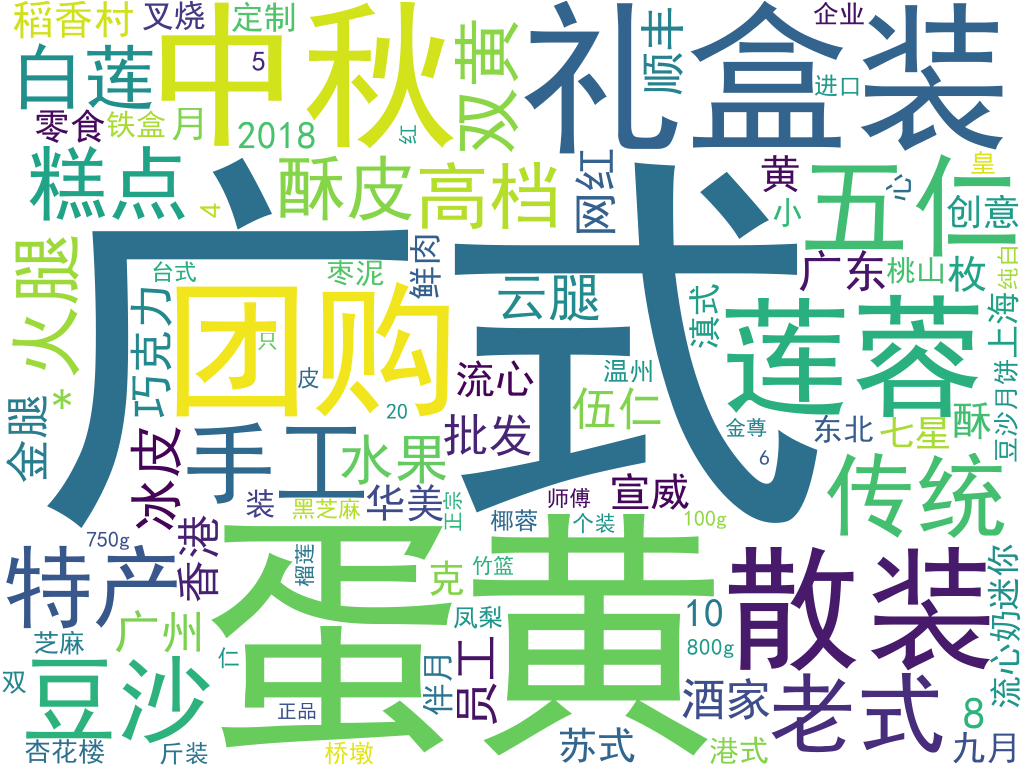 稻香村
叉烧
定制
中秋
双黄
礼盒装
顺丰
企业
进口
白莲
5
零食
铁盒
月
2018
红
糕点
酥皮
高档
网红
黄
小
心
皇
五仁
创意
4
火腿
广式
台式
枣泥
鲜肉
云腿
滇式
广东
桃山
枚
纯白
上海
巧克力
团购
只
皮
20
流心
温州
莲蓉
豆沙月饼
*
金腿
冰皮
手工
水果
批发
伍仁
金尊
6
东北
七星
酥
传统
装
黑芝麻
华美
正宗
师傅
宣威
椰蓉
个装
100g
750g
特产
香港
榴莲
蛋黄
克
竹篮
散装
流心奶迷你
芝麻
广州
仁
凤梨
10
800g
双
豆沙
伴月
员工
酒家
老式
8
正品
杏花楼
斤装
桥墩
苏式
港式
九月